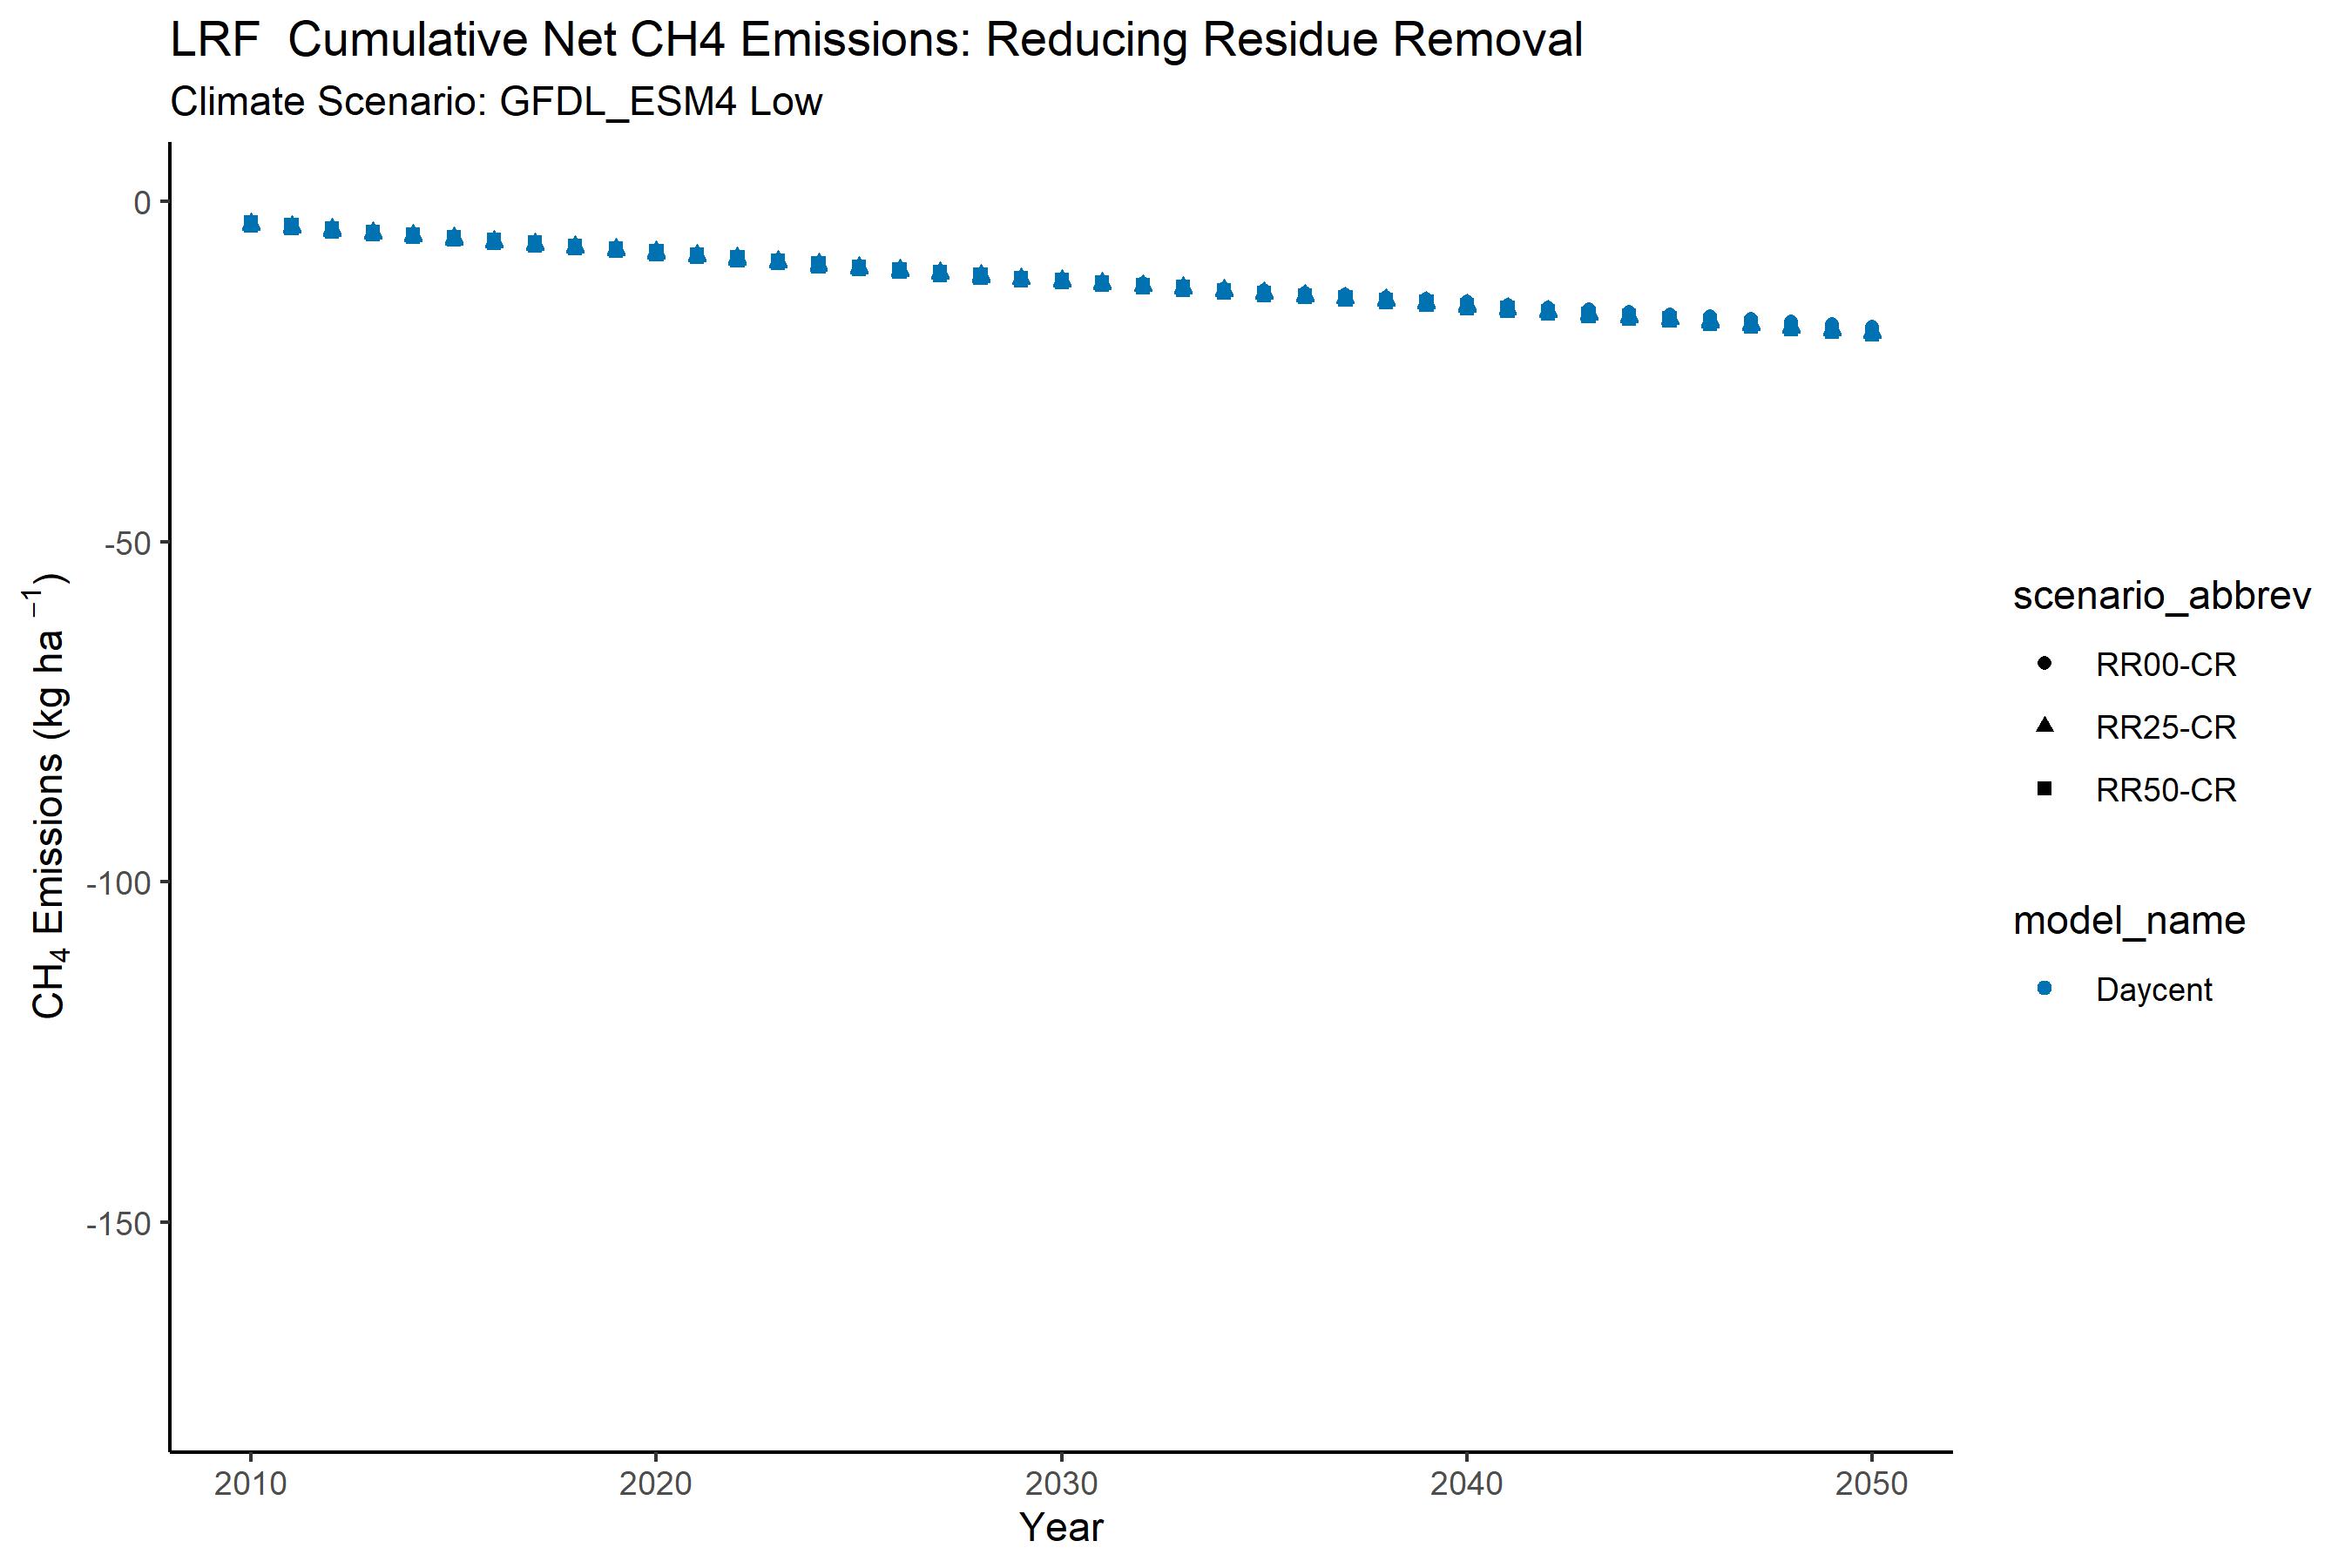 LRF  Cumulative Net CH4 Emissions: Reducing Residue Removal
Climate Scenario: GFDL_ESM4 Low
0
-50
-100
-150
CH₄ Emissions (kg ha ⁻¹)
2010 2020 2030 2040 2050
Year
scenario_abbrev
RR00-CR
RR25-CR
RR50-CR
model_name
Daycent